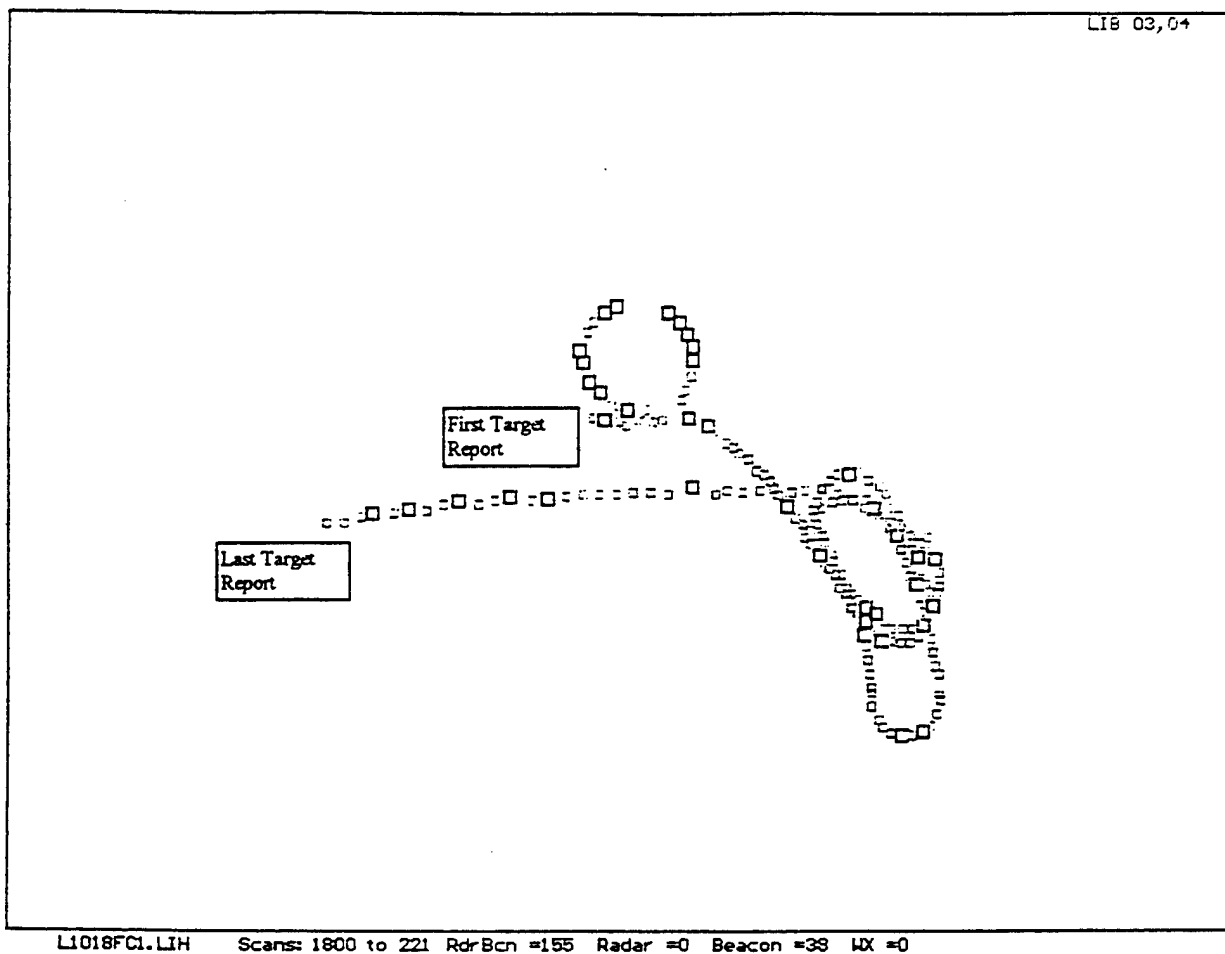 LIB 03,04
First Target
Report
Last Target
Report
L1018FC1.LIH Scans: 1800 to 221 RdrBcn =155 Radar =0 Beacon =38 WX =0